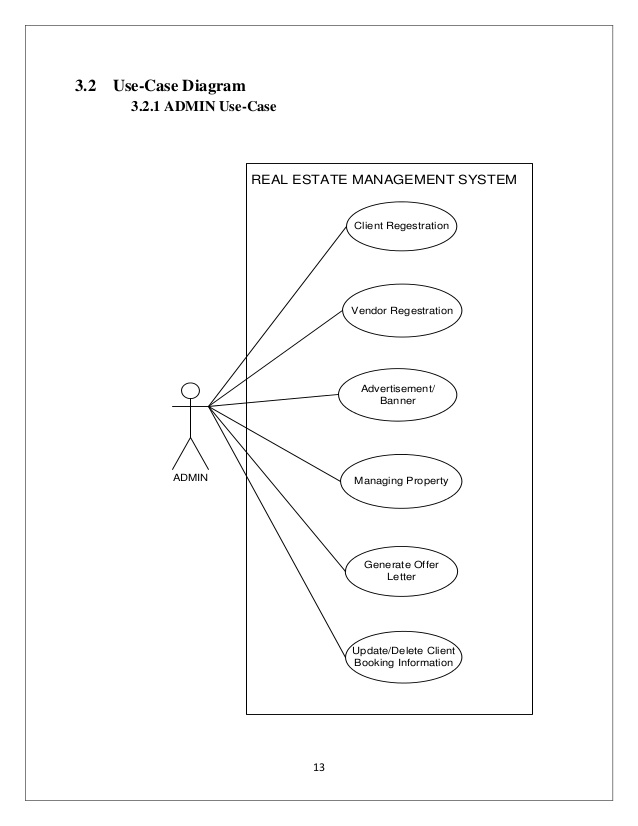 3.2 Use-Case Diagram
3.2.1 ADMIN Use-Case
REAL ESTATE MANAGEMENT SYSTEM
Client Regestration
Vendor Regestration
Advertisement/
Banner
Managing Property
Generate Offer
Letter
Update/Delete Client
Booking Information
ADMIN
13